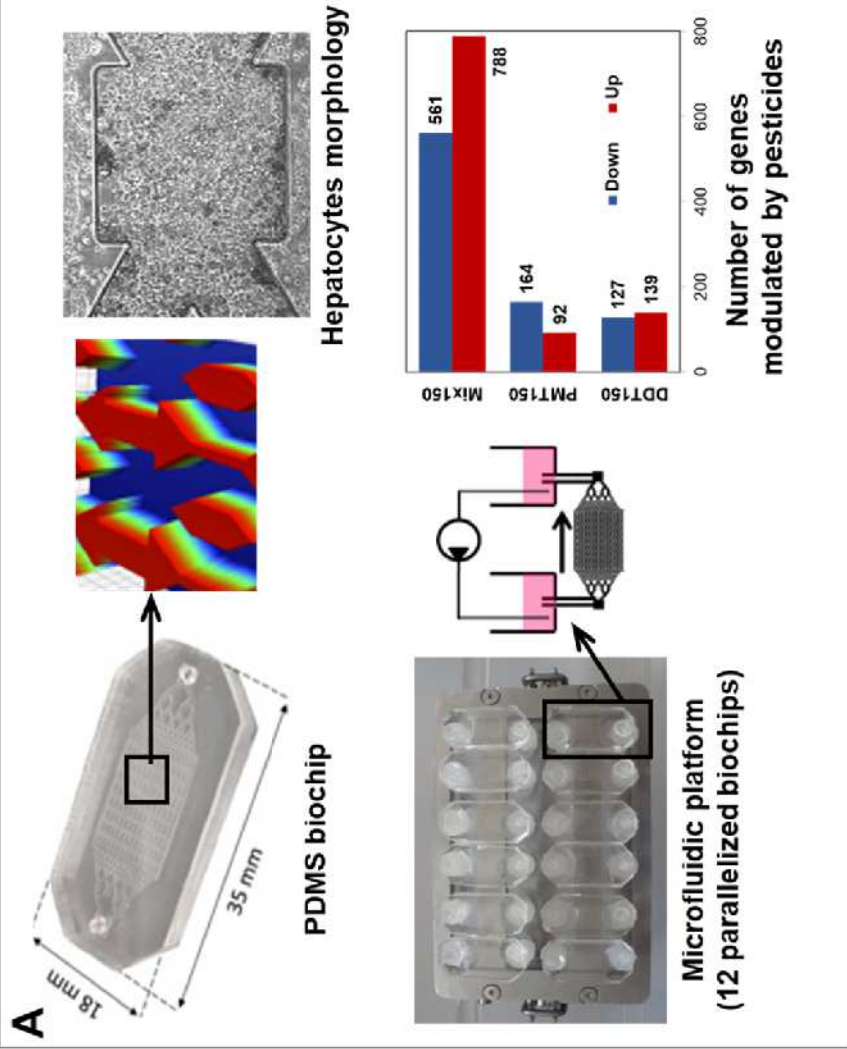 A
18 mm
35 mm
PDMS biochip
Hepatocytes morphology
Microfluidic platform
(12 parallelized biochips)
Mix150
PMT150
DDT150
561
788
164
92
127
139
Down
Up
0
200
400
600
800
Number of genes
modulated by pesticides